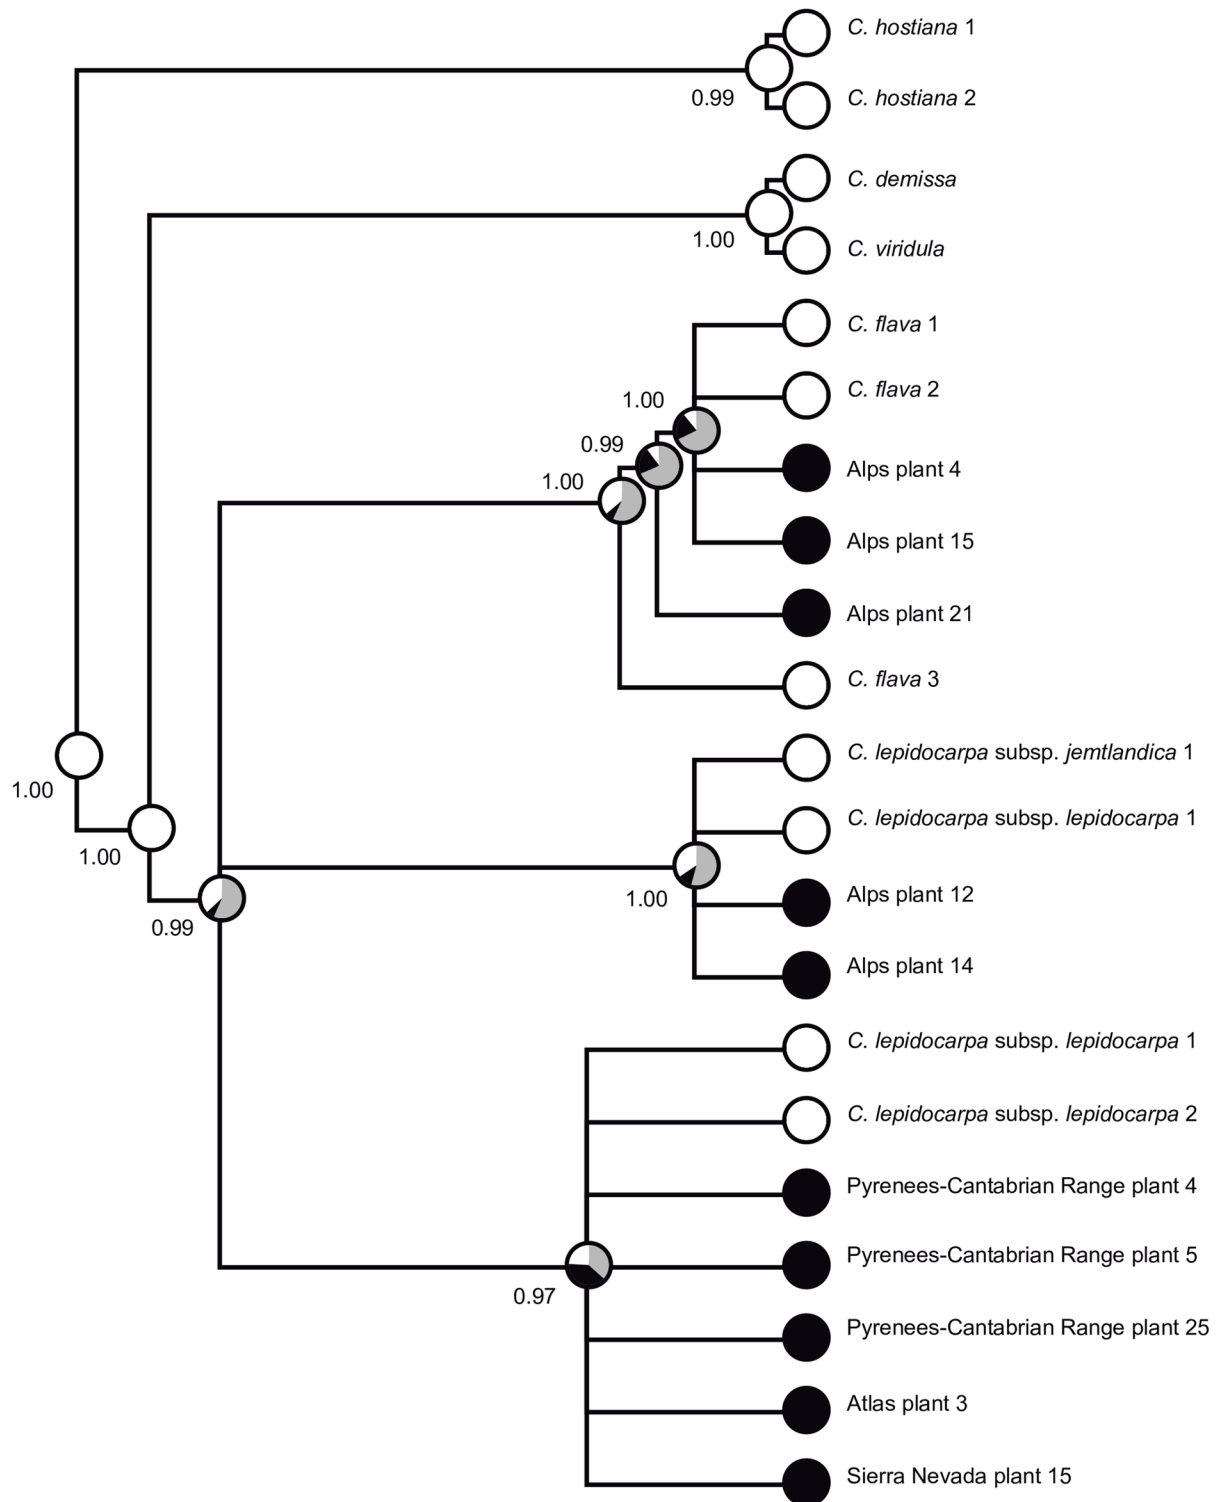 C. hostiana 1
0.99
C. hostiana 2
C. demissa
1.00
C. viridula
C. flava 1
C. flava 2
1.00
0.99
Alps plant 4
1.00
Alps plant 15
Alps plant 21
C. flava 3
C. lepidocarpa subsp. jemtlandica 1
1.00
C. lepidocarpa subsp. lepidocarpa 1
1.00
Alps plant 12
1.00
0.99
Alps plant 14
C. lepidocarpa subsp. lepidocarpa 1
C. lepidocarpa subsp. lepidocarpa 2
Pyrenees-Cantabrian Range plant 4
Pyrenees-Cantabrian Range plant 5
0.97
Pyrenees-Cantabrian Range plant 25
Atlas plant 3
Sierra Nevada plant 15